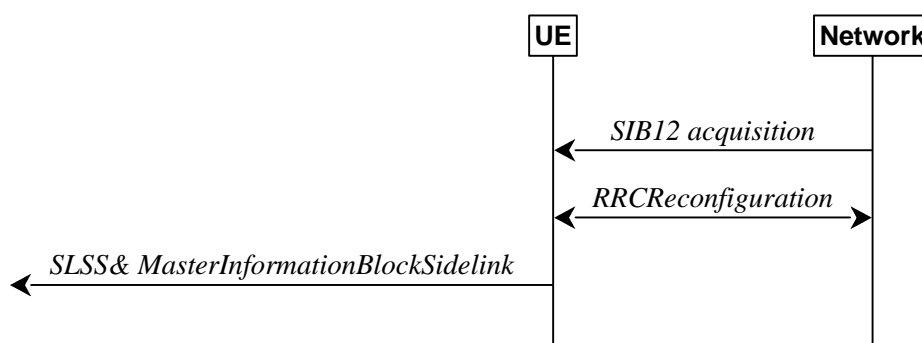 UE
Network
SIB12 acquisition
RRCReconfiguration
SLSS& MasterInformationBlockSidelink